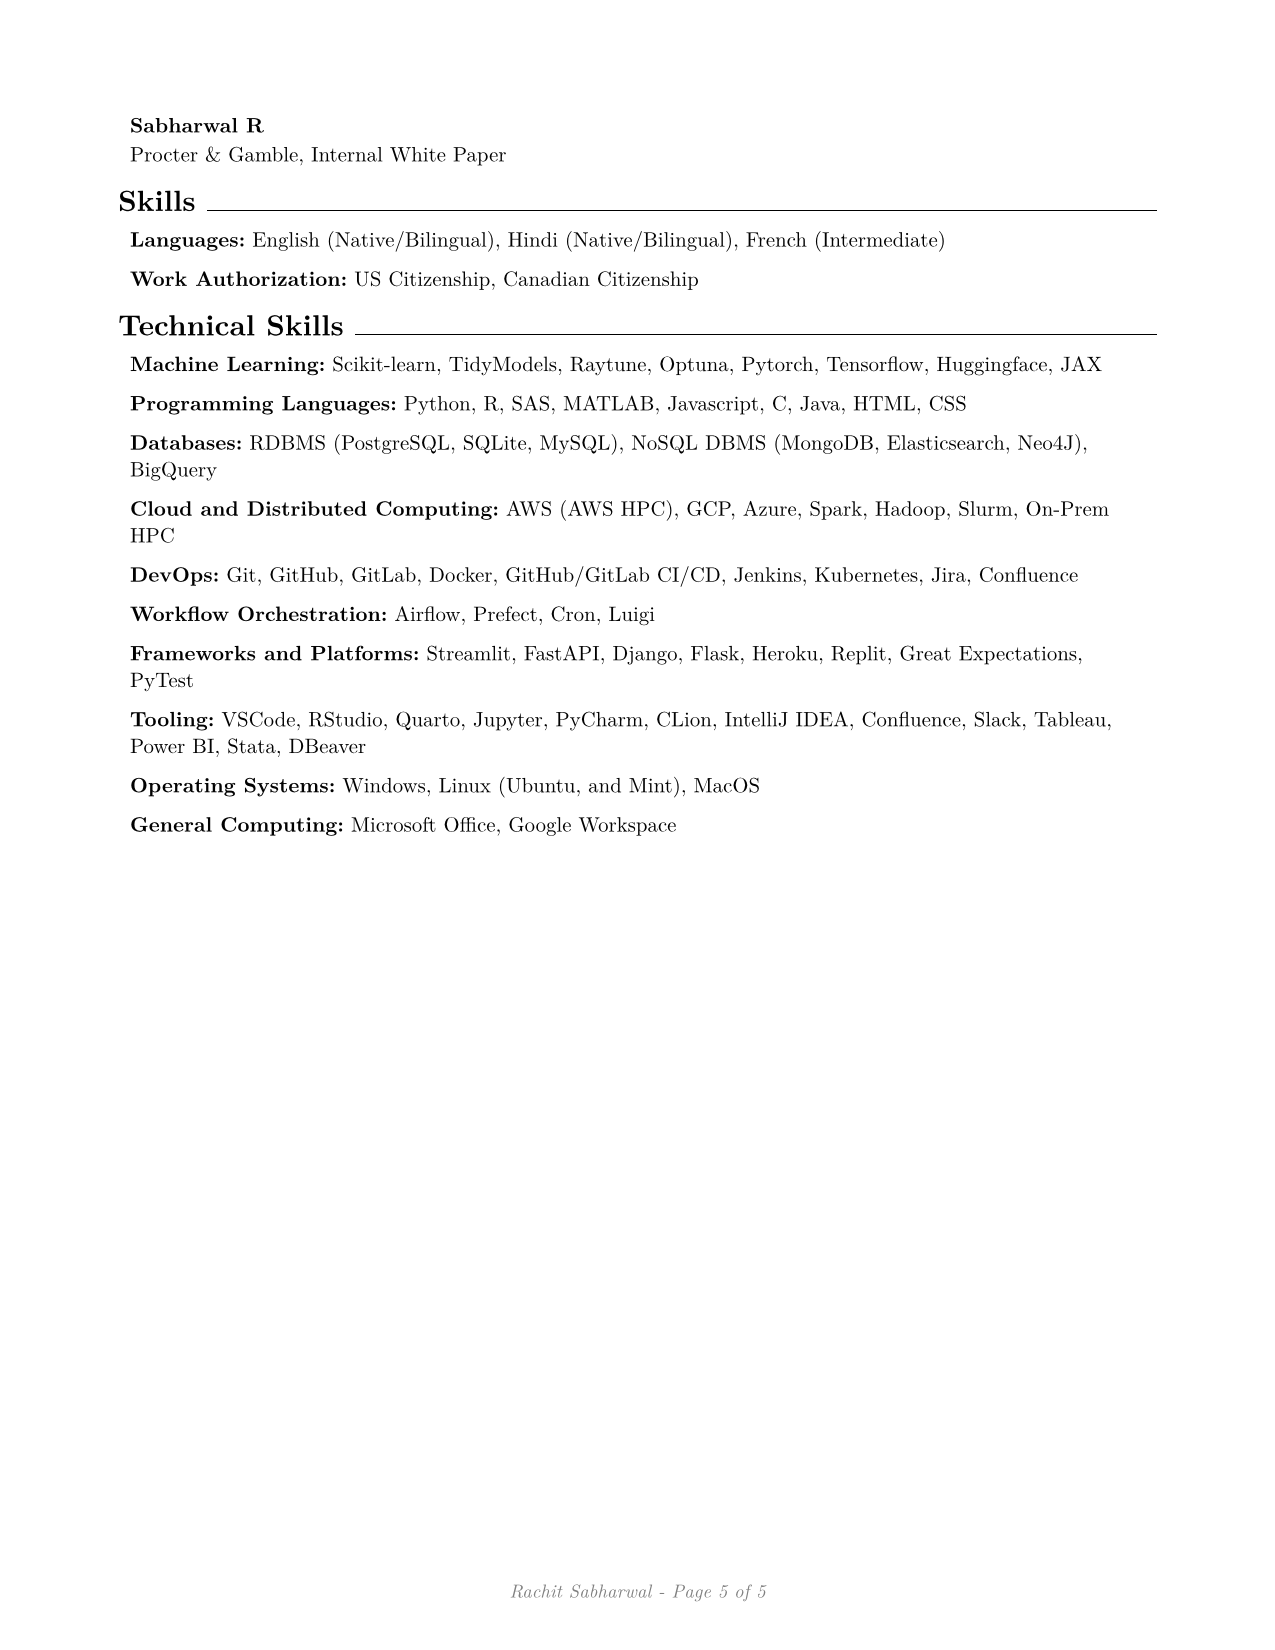 Sabharwal R
Procter & Gamble, Internal White Paper
Skills
Languages: English (Native/Bilingual), Hindi (Native/Bilingual), French (Intermediate)
Work Authorization: US Citizenship, Canadian Citizenship
Technical Skills
Machine Learning: Scikit-learn, TidyModels, Raytune, Optuna, Pytorch, Tensorflow, Huggingface, JAX
Programming Languages: Python, R, SAS, MATLAB, Javascript, C, Java, HTML, CSS
Databases: RDBMS (PostgreSQL, SQLite, MySQL), NoSQL DBMS (MongoDB, Elasticsearch, Neo4J),
BigQuery
Cloud and Distributed Computing: AWS (AWS HPC), GCP, Azure, Spark, Hadoop, Slurm, On-Prem
HPC
DevOps: Git, GitHub, GitLab, Docker, GitHub/GitLab CI/CD, Jenkins, Kubernetes, Jira, Confluence
Workflow Orchestration: Airflow, Prefect, Cron, Luigi
Frameworks and Platforms: Streamlit, FastAPI, Django, Flask, Heroku, Replit, Great Expectations,
PyTest
Tooling: VSCode, RStudio, Quarto, Jupyter, PyCharm, CLion, IntelliJ IDEA, Confluence, Slack, Tableau,
Power BI, Stata, DBeaver
Operating Systems: Windows, Linux (Ubuntu, and Mint), MacOS
General Computing: Microsoft Office, Google Workspace
Rachit Sabharwal - Page 5 of 5